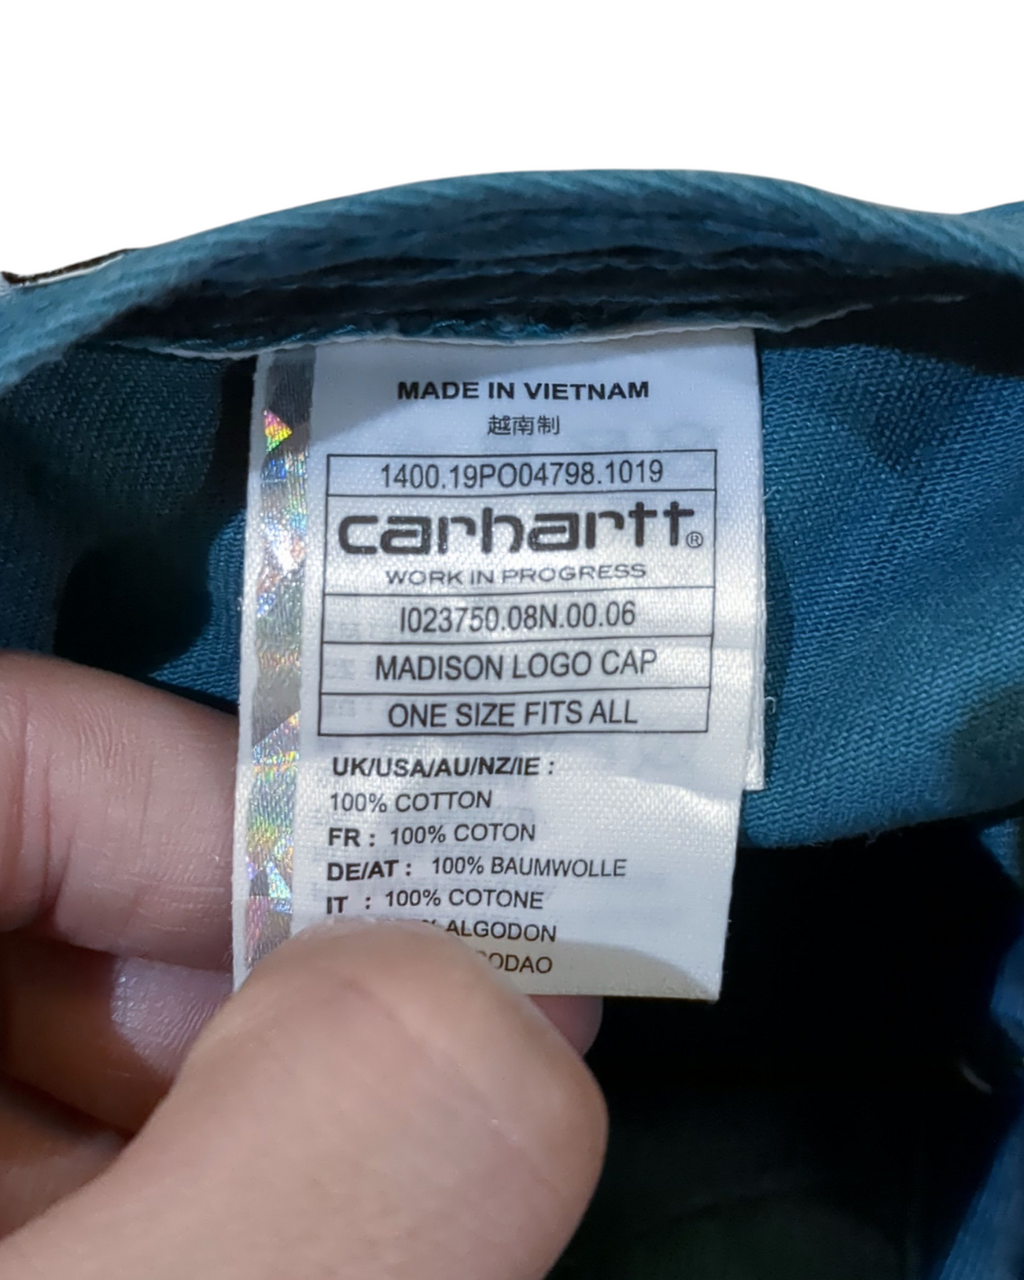 MADE IN VIETNAM
越南制
1400.19PO04798.1019
carhartt®
WORK IN PROGRESS
I023750.08N.00.06
MADISON LOGO CAP
ONE SIZE FITS ALL
UK/USA/AU/NZ/IE :
100% COTTON
FR : 100% COTON
DE/AT : 100% BAUMWOLLE
IT : 100% COTONE
ALGODON